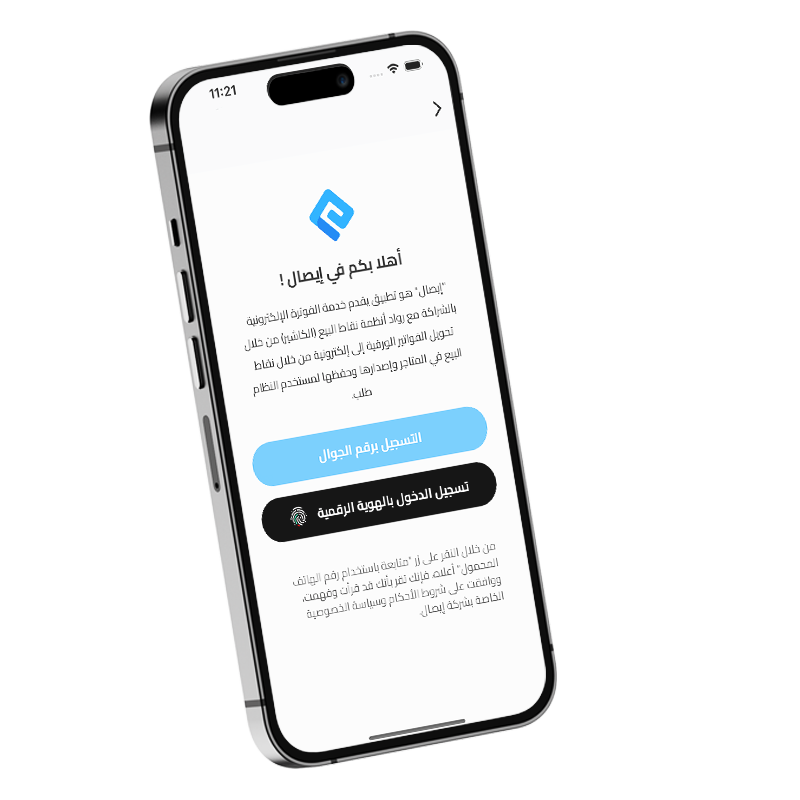 11:21
أهلا بكم في إيصال !
"إيصال" هو تطبيق يقدم خدمة الفوترة الإلكترونية
بالشراكة مع رواد أنظمة نقاط البيع (الكاشير) من خلال
تحويل الفواتير الورقية إلى إلكترونية من خلال نقاط
البيع في المتاجر وإصدارها وحفظها لمستخدم النظام
طلب.
التسجيل برقم الجوال
تسجيل الدخول بالهوية الرقمية
من خلال النقر على زر "متابعة باستخدام رقم الهاتف
المحمول" أعلاه، فإنك تقر بأنك قد قرأت وفهمت،
ووافقت على شروط الأحكام وسياسة الخصوصية
الخاصة بشركة إيصال.